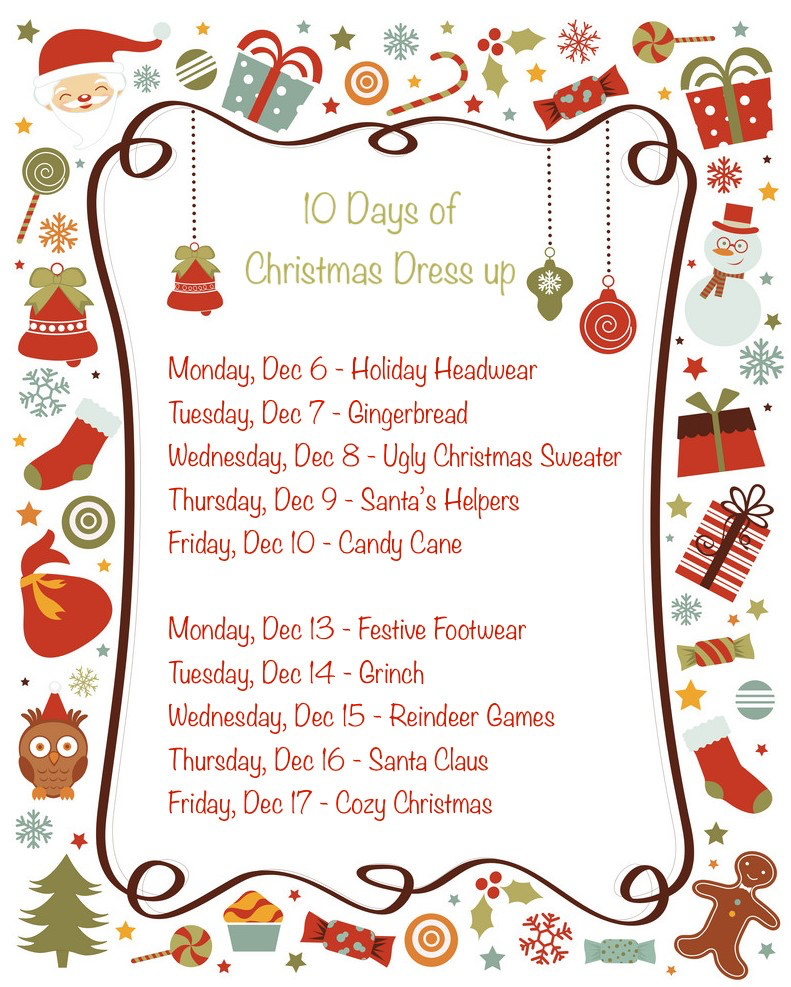 10 Days of
Christmas Dress up
Monday, Dec 6 - Holiday Headwear
Tuesday, Dec 7 - Gingerbread
Wednesday, Dec 8 - Ugly Christmas Sweater
Thursday, Dec 9 - Santa's Helpers
Friday, Dec 10 - Candy Cane
Monday, Dec 13 - Festive Footwear
Tuesday, Dec 14 - Grinch
Wednesday, Dec 15 - Reindeer Games
Thursday, Dec 16 - Santa Claus
Friday, Dec 17 - Cozy Christmas